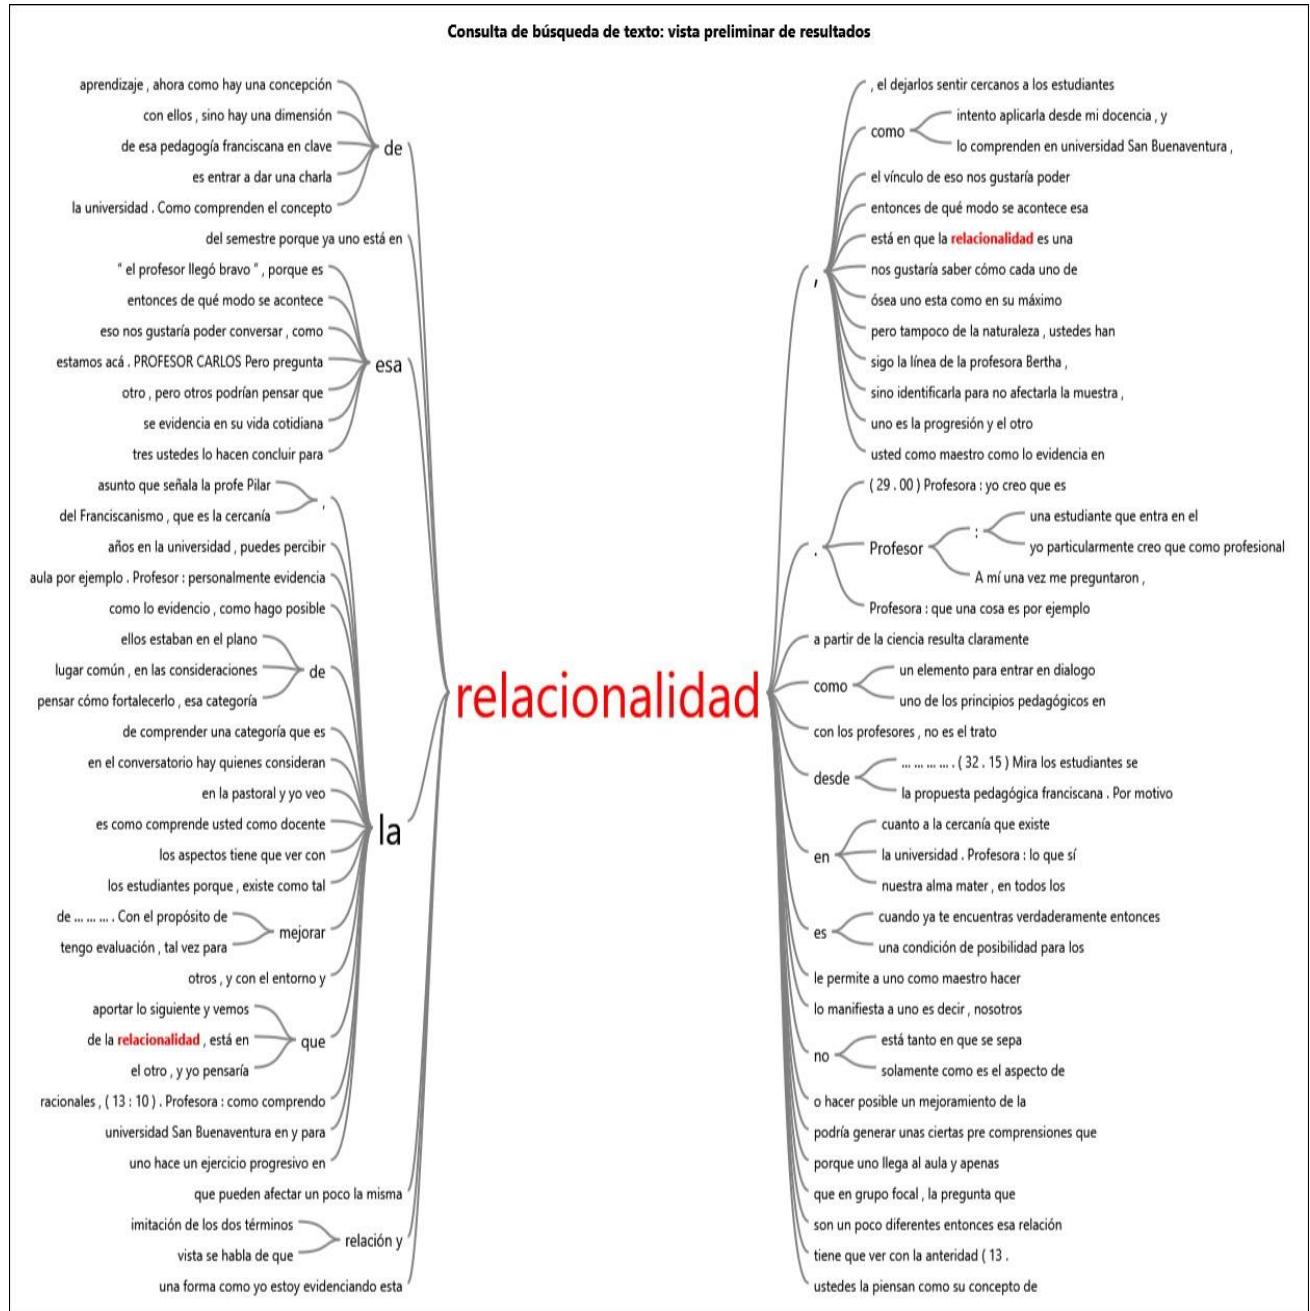 Consulta de búsqueda de texto: vista preliminar de resultados
aprendizaje , ahora como hay una concepción
con ellos , sino hay una dimensión
de esa pedagogía franciscana en clave
es entrar a dar una charla
la universidad . Como comprenden el concepto
de
del semestre porque ya uno está en
" el profesor llegó bravo " , porque es
entonces de qué modo se acontece
eso nos gustaría poder conversar , como
estamos acá . PROFESOR CARLOS Pero pregunta
otro , pero otros podrían pensar que
se evidencia en su vida cotidiana
tres ustedes lo hacen concluir para
esa
asunto que señala la profe Pilar
del Franciscanismo , que es la cercanía
,
años en la universidad , puedes percibir
aula por ejemplo . Profesor : personalmente evidencia
como lo evidencio , como hago posible
ellos estaban en el plano
lugar común , en las consideraciones
pensar cómo fortalecerlo , esa categoría
de
de comprender una categoría que es
en el conversatorio hay quienes consideran
en la pastoral y yo veo
es como comprende usted como docente
los aspectos tiene que ver con
los estudiantes porque , existe como tal
de ... ... ... . Con el propósito de
tengo evaluación , tal vez para
mejorar
otros , y con el entorno y
aportar lo siguiente y vemos
de la relacionalidad , está en
el otro , y yo pensaría
que
racionales , ( 13 : 10 ) . Profesora : como comprendo
universidad San Buenaventura en y para
uno hace un ejercicio progresivo en
la
que pueden afectar un poco la misma
imitación de los dos términos
vista se habla de que
relación y
una forma como yo estoy evidenciando esta
relacionalidad
,
, el dejarlos sentir cercanos a los estudiantes
como
intento aplicarla desde mi docencia , y
lo comprenden en universidad San Buenaventura ,
el vínculo de eso nos gustaría poder
entonces de qué modo se acontece esa
está en que la relacionalidad es una
nos gustaría saber cómo cada uno de
ósea uno esta como en su máximo
pero tampoco de la naturaleza , ustedes han
sigo la línea de la profesora Bertha ,
sino identificarla para no afectarla la muestra ,
uno es la progresión y el otro
usted como maestro como lo evidencia en
.
( 29 . 00 ) Profesora : yo creo que es
Profesor
:
una estudiante que entra en el
yo particularmente creo que como profesional
A mí una vez me preguntaron ,
Profesora : que una cosa es por ejemplo
a partir de la ciencia resulta claramente
como
un elemento para entrar en dialogo
uno de los principios pedagógicos en
con los profesores , no es el trato
desde
... ... ... ... . ( 32 . 15 ) Mira los estudiantes se
la propuesta pedagógica franciscana . Por motivo
en
cuanto a la cercanía que existe
la universidad . Profesora : lo que sí
nuestra alma mater , en todos los
es
cuando ya te encuentras verdaderamente entonces
una condición de posibilidad para los
le permite a uno como maestro hacer
lo manifiesta a uno es decir , nosotros
no
está tanto en que se sepa
solamente como es el aspecto de
o hacer posible un mejoramiento de la
podría generar unas ciertas pre comprensiones que
porque uno llega al aula y apenas
que en grupo focal , la pregunta que
son un poco diferentes entonces esa relación
tiene que ver con la anteridad ( 13 .
ustedes la piensan como su concepto de